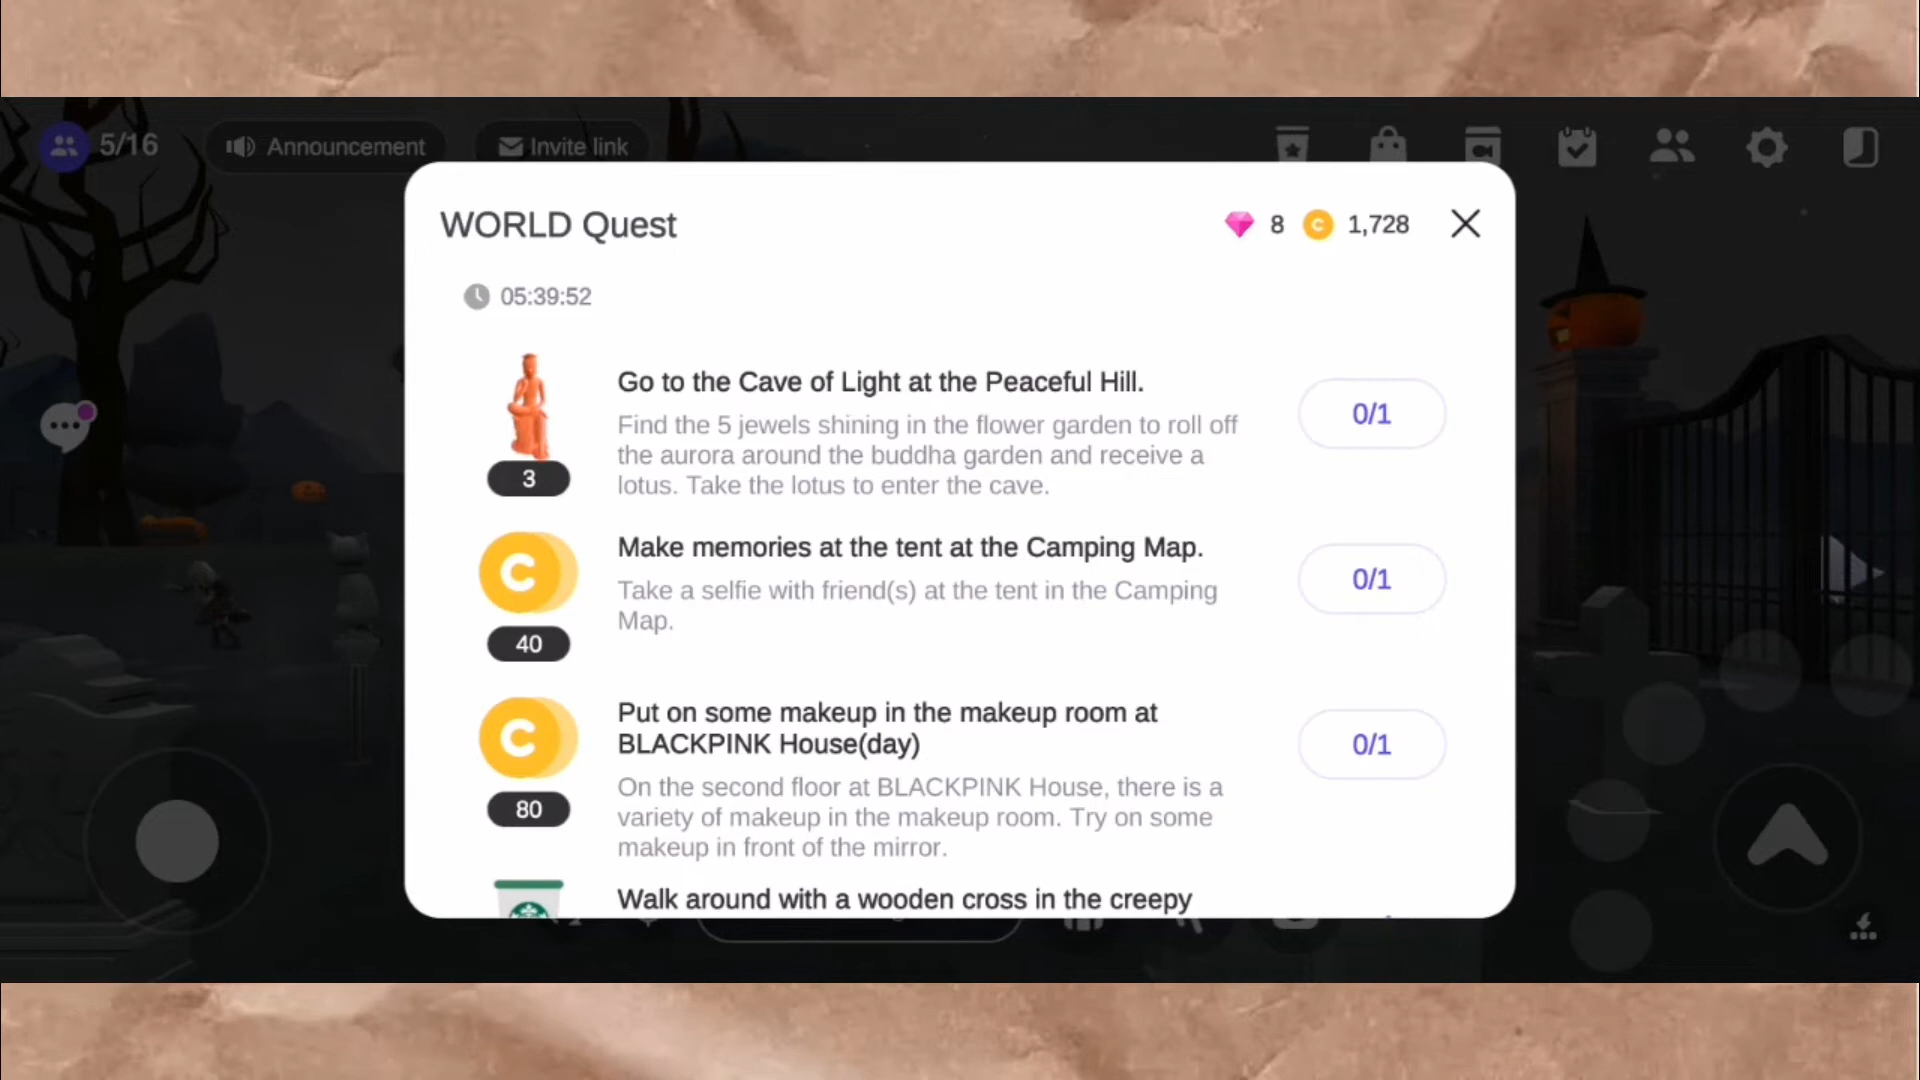 5/16
Announcement
Invite link
WORLD Quest
8
C
1,728
05:39:52
Go to the Cave of Light at the Peaceful Hill.
Find the 5 jewels shining in the flower garden to roll off
the aurora around the buddha garden and receive a
lotus. Take the lotus to enter the cave.
3
0/1
Make memories at the tent at the Camping Map.
Take a selfie with friend(s) at the tent in the Camping
Map.
C
40
0/1
Put on some makeup in the makeup room at
BLACKPINK House(day)
On the second floor at BLACKPINK House, there is a
variety of makeup in the makeup room. Try on some
makeup in front of the mirror.
C
80
0/1
Walk around with a wooden cross in the creepy